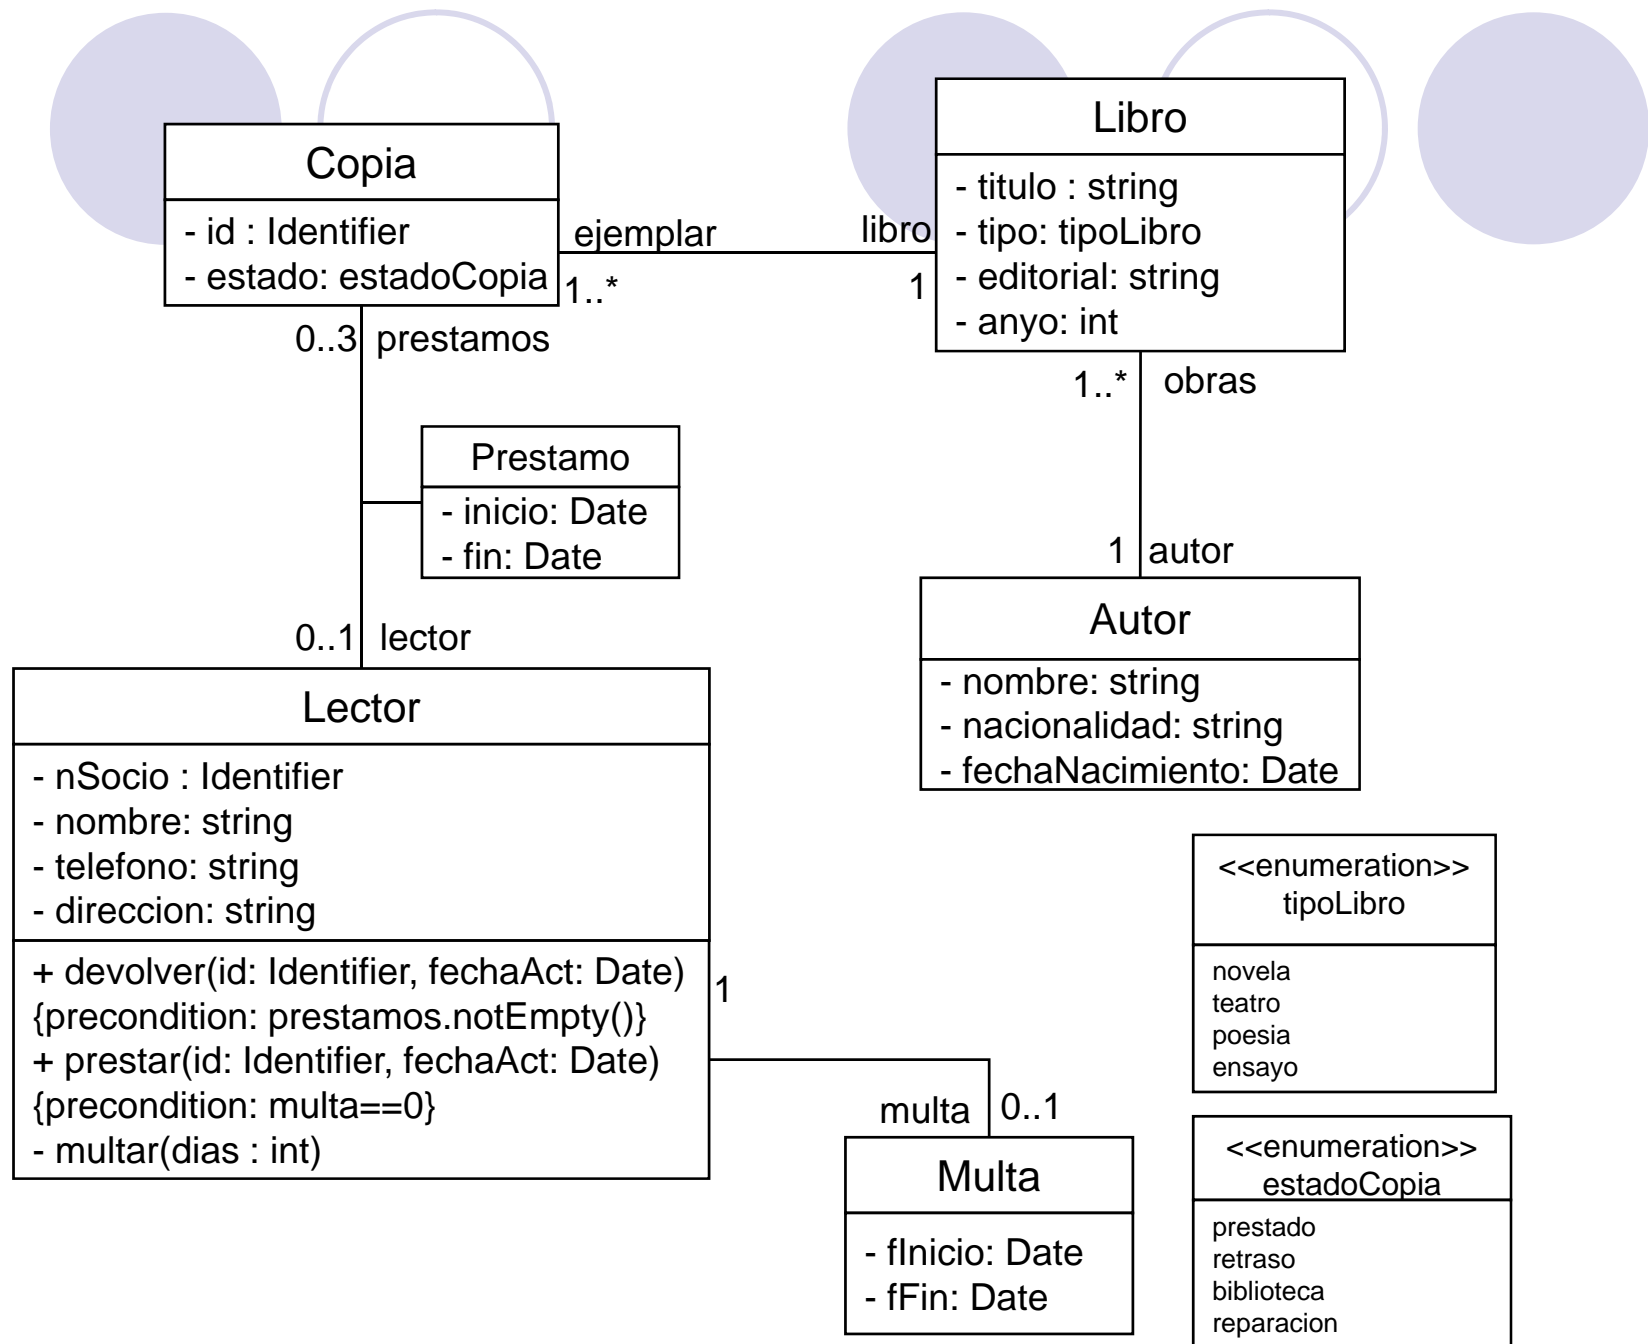 Copia
- id : Identifier
- estado: estadoCopia
ejemplar
1..*
libro
1
Libro
- titulo : string
- tipo: tipoLibro
- editorial: string
- anyo: int
0..3
prestamos
1..*
obras
Prestamo
- inicio: Date
- fin: Date
0..1
lector
1
autor
Autor
- nombre: string
- nacionalidad: string
- fechaNacimiento: Date
Lector
- nSocio : Identifier
- nombre: string
- telefono: string
- direccion: string
+ devolver(id: Identifier, fechaAct: Date)
{precondition: prestamos.notEmpty()}
+ prestar(id: Identifier, fechaAct: Date)
{precondition: multa==0}
- multar(dias : int)
1
multa
0..1
Multa
- fInicio: Date
- fFin: Date
<<enumeration>>
tipoLibro
novela
teatro
poesia
ensayo
<<enumeration>>
estadoCopia
prestado
retraso
biblioteca
reparacion